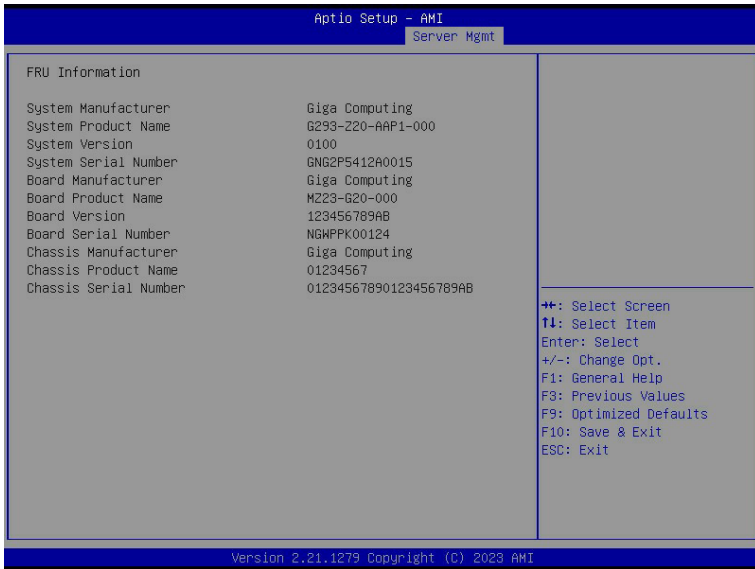 Aptio Setup – AMI
Server Mgmt
FRU Information
System Manufacturer Giga Computing
System Product Name G293-Z20-AAP1-000
System Version 0100
System Serial Number GNG2P5412A0015
Board Manufacturer Giga Computing
Board Product Name MZ23-G20-000
Board Version 123456789AB
Board Serial Number NGWPPK00124
Chassis Manufacturer Giga Computing
Chassis Product Name 01234567
Chassis Serial Number 01234567890123456789AB
→←: Select Screen
↑↓: Select Item
Enter: Select
+/-: Change Opt.
F1: General Help
F3: Previous Values
F9: Optimized Defaults
F10: Save & Exit
ESC: Exit
Version 2.21.1279 Copyright (C) 2023 AMI